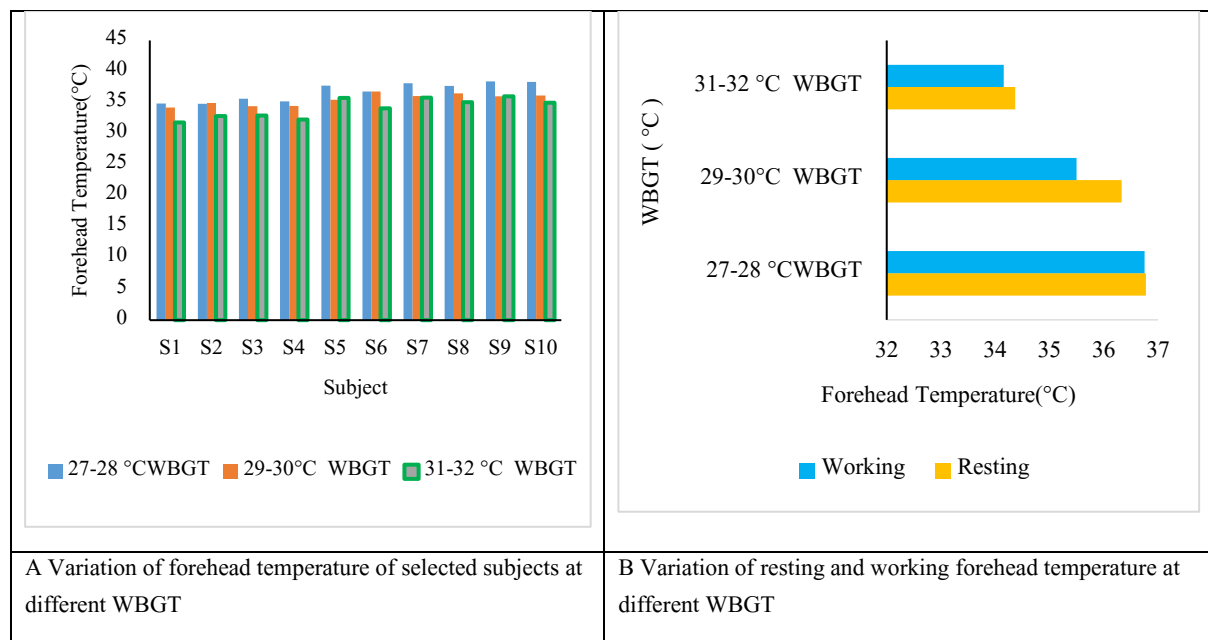 45
40
35
30
25
20
15
10
5
0
Forehead Temperature(°C)
S1 S2 S3 S4 S5 S6 S7 S8 S9 S10
Subject
27-28 °CWBGT 29-30°C WBGT 31-32 °C WBGT
WBGT ( °C )
31-32 °C WBGT
29-30°C WBGT
27-28 °CWBGT
32 33 34 35 36 37
Forehead Temperature(°C)
Working Resting
A Variation of forehead temperature of selected subjects at
different WBGT
B Variation of resting and working forehead temperature at
different WBGT